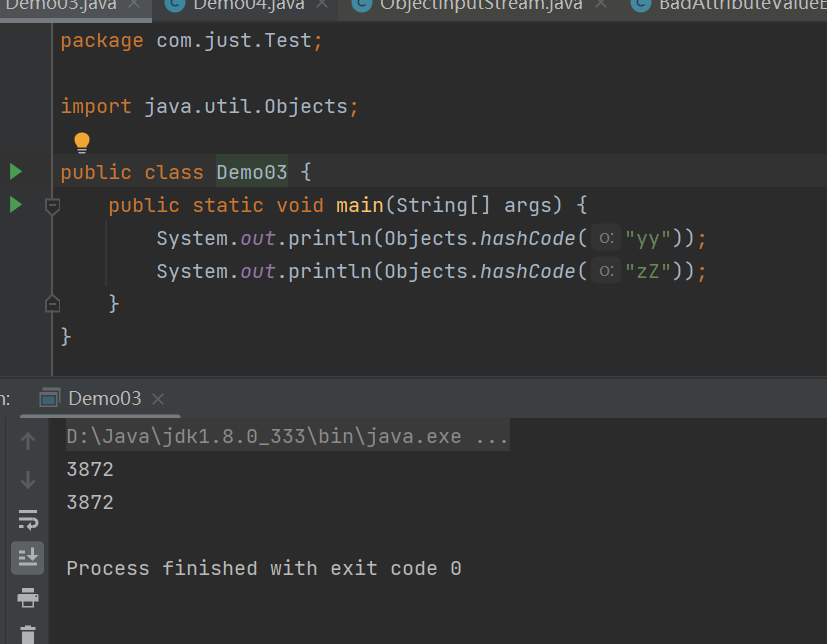 Demo03.java × Demo04.java × ObjectInputStream.java × BadAttributeValueE
package com.just.Test;
import java.util.Objects;
public class Demo03 {
public static void main(String[] args) {
System.out.println(Objects.hashCode( o: "yy"));
System.out.println(Objects.hashCode( o: "zZ"));
}
}
n: Demo03 ×
D:\Java\jdk1.8.0_333\bin\java.exe ...
3872
3872
Process finished with exit code 0